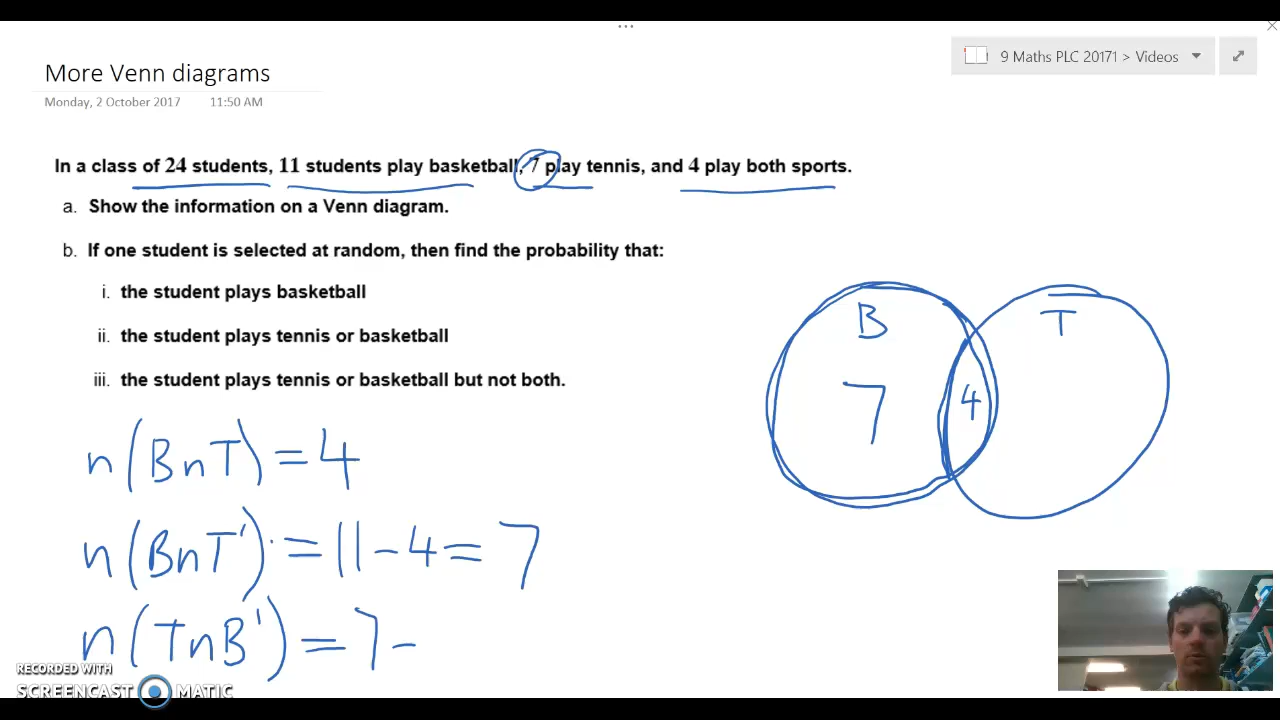 More Venn diagrams
9 Maths PLC 20171 > Videos
Monday, 2 October 2017 11:50 AM
In a class of 24 students, 11 students play basketball, 7 play tennis, and 4 play both sports.
a. Show the information on a Venn diagram.
b. If one student is selected at random, then find the probability that:
i. the student plays basketball
ii. the student plays tennis or basketball
iii. the student plays tennis or basketball but not both.
B T
7 4
n(B∩T) = 4
n(B∩T') = 11 - 4 = 7
n(T∩B') = 7 -
RECORDED WITH
SCREENCAST MATIC